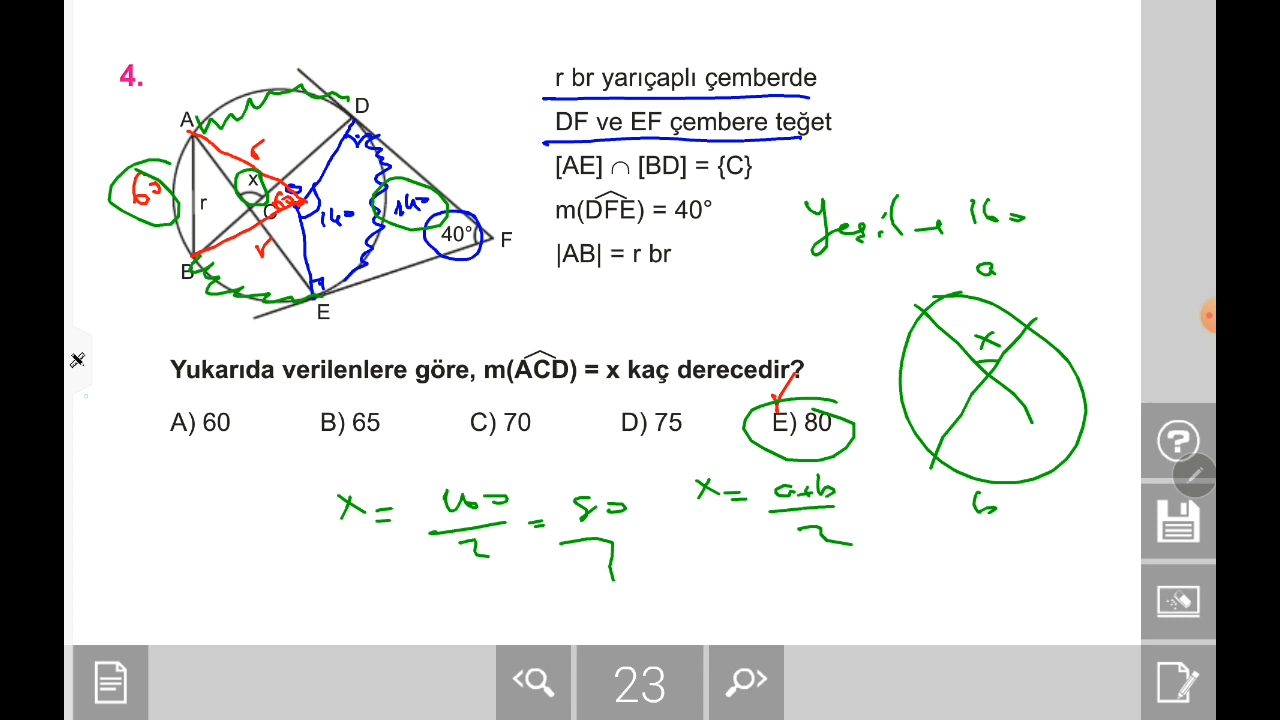 4.
r br yarıçaplı çemberde
DF ve EF çembere teğet
[AE] ∩ [BD] = {C}
m(DFE) = 40°
|AB| = r br
A
D
B
E
F
C
x
r
40°
60
r
r
60
140
140
Yeşil → 160
a
x
b
Yukarıda verilenlere göre, m(ACD) = x kaç derecedir?
A) 60 B) 65 C) 70 D) 75 E) 80
x = 160/2 = 80
x = a+b/2
23